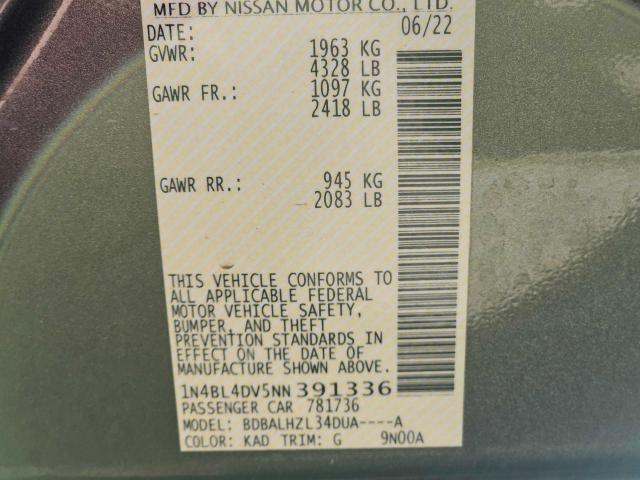 MFD BY NISSAN MOTOR CO., LTD.
DATE: 06/22
GVWR: 1963 KG
4328 LB
GAWR FR.: 1097 KG
2418 LB
GAWR RR.: 945 KG
2083 LB
THIS VEHICLE CONFORMS TO
ALL APPLICABLE FEDERAL
MOTOR VEHICLE SAFETY,
BUMPER, AND THEFT
PREVENTION STANDARDS IN
EFFECT ON THE DATE OF
MANUFACTURE SHOWN ABOVE.
1N4BL4DV5NN391336
PASSENGER CAR 781736
MODEL: BDBALHZL34DUA----A
COLOR: KAD TRIM: G 9N00A